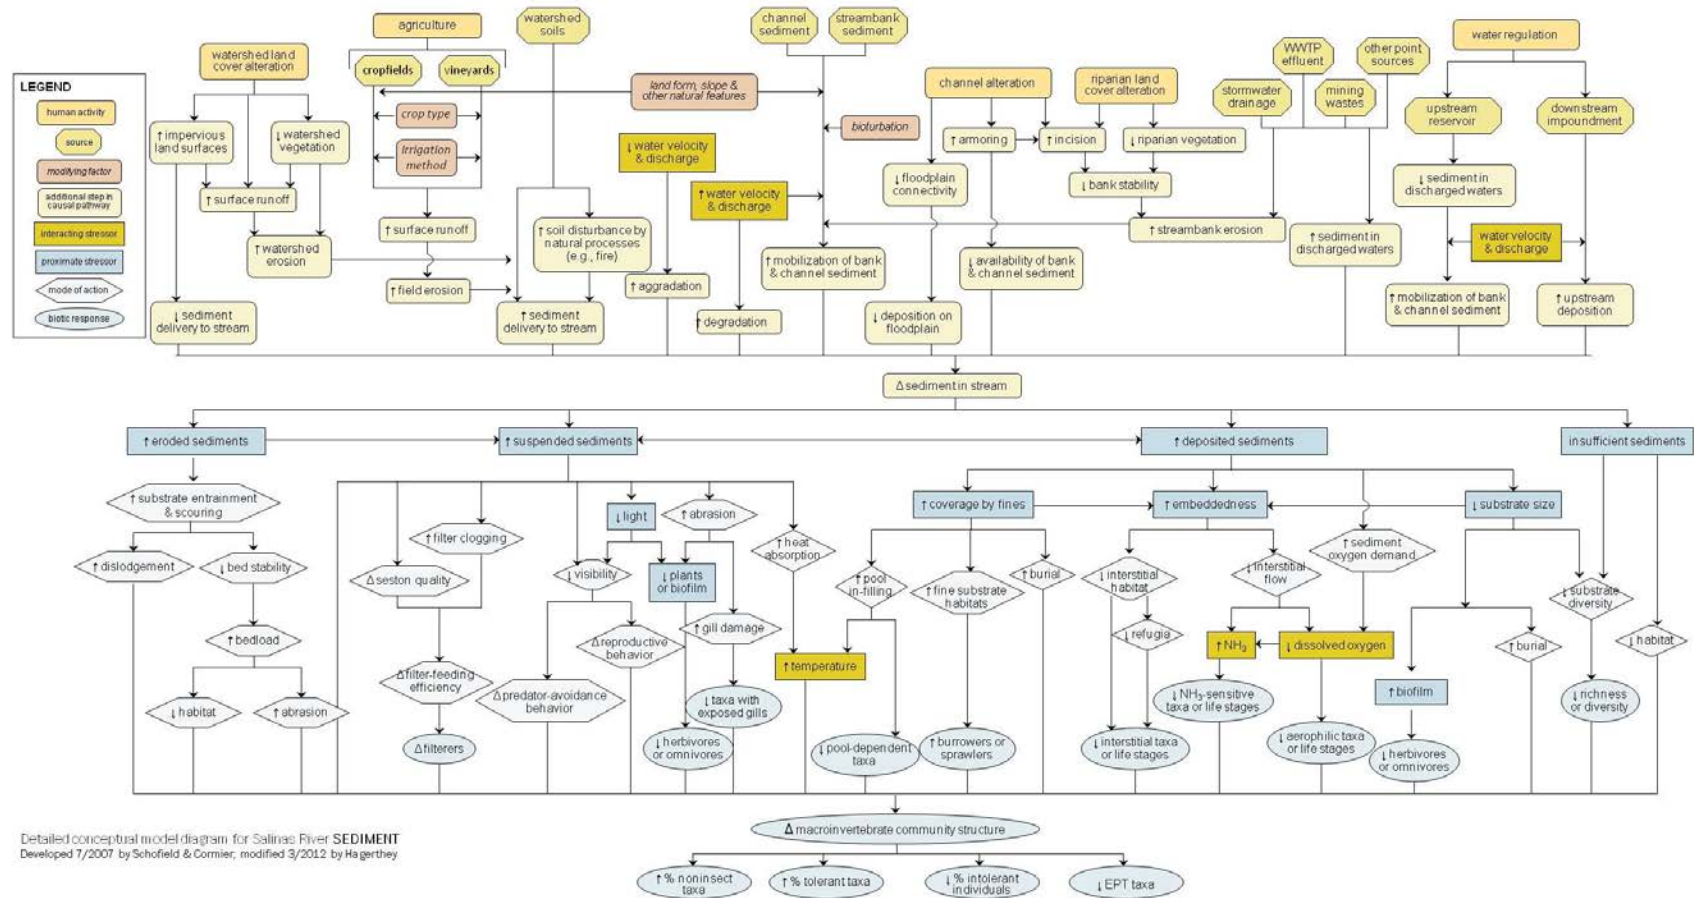 agriculture
watershed
soils
channel
sediment
streambank
sediment
water regulation
watershed land
cover alteration
cropfields
vineyards
WWTP
effluent
other point
sources
LEGEND
human activity
source
modifying factor
additional step in
causal pathway
interacting stressor
proximate stressor
mode of action
biotic response
land form, slope &
other natural features
channel alteration
riparian land
cover alteration
stormwater
drainage
mining
wastes
upstream
reservoir
downstream
impoundment
crop type
irrigation
method
bioturbation
↑ impervious
land surfaces
↓ watershed
vegetation
↓ water velocity
& discharge
↑ armoring
↑ incision
↓ riparian vegetation
↑ surface runoff
↑ water velocity
& discharge
↓ floodplain
connectivity
↓ bank stability
↓ sediment in
discharged waters
↑ watershed
erosion
↑ surface runoff
↑ soil disturbance by
natural processes
(e.g., fire)
↑ streambank erosion
↑ sediment in
discharged waters
water velocity
& discharge
↑ mobilization of bank
& channel sediment
↓ availability of bank
& channel sediment
↑ field erosion
↑ aggradation
↑ mobilization of bank
& channel sediment
↑ upstream
deposition
↓ sediment
delivery to stream
↑ sediment
delivery to stream
↑ degradation
↓ deposition on
floodplain
Δ sediment in stream
↑ eroded sediments
↑ suspended sediments
↑ deposited sediments
insufficient sediments
↑ substrate entrainment
& scouring
↓ light
↑ abrasion
↑ coverage by fines
↑ embeddedness
↓ substrate size
↑ filter clogging
↑ heat
absorption
↑ sediment
oxygen demand
↑ dislodgement
↓ bed stability
Δ seston quality
↓ visibility
↓ plants
or biofilm
↑ pool
in-filling
↑ fine substrate
habitats
↑ burial
↓ interstitial
habitat
↓ interstitial
flow
↓ substrate
diversity
↑ bedload
Δ reproductive
behavior
↑ gill damage
↑ temperature
↓ refugia
↑ NH₃
↓ dissolved oxygen
↑ burial
↓ habitat
Δ filter-feeding
efficiency
Δ predator-avoidance
behavior
↓ taxa with
exposed gills
↓ NH₃-sensitive
taxa or life stages
↑ biofilm
↓ richness
or diversity
↓ habitat
↑ abrasion
Δ filterers
↓ herbivores
or omnivores
↓ pool-dependent
taxa
↑ burrowers or
sprawlers
↓ interstitial taxa
or life stages
↓ aerophilic taxa
or life stages
↓ herbivores
or omnivores
Δ macroinvertebrate community structure
Detailed conceptual model diagram for Salinas River SEDIMENT
Developed 7/2007 by Schofield & Cormier; modified 3/2012 by Hagerthey
↑ % noninsect
taxa
↑ % tolerant taxa
↓ % intolerant
individuals
↓ EPT taxa